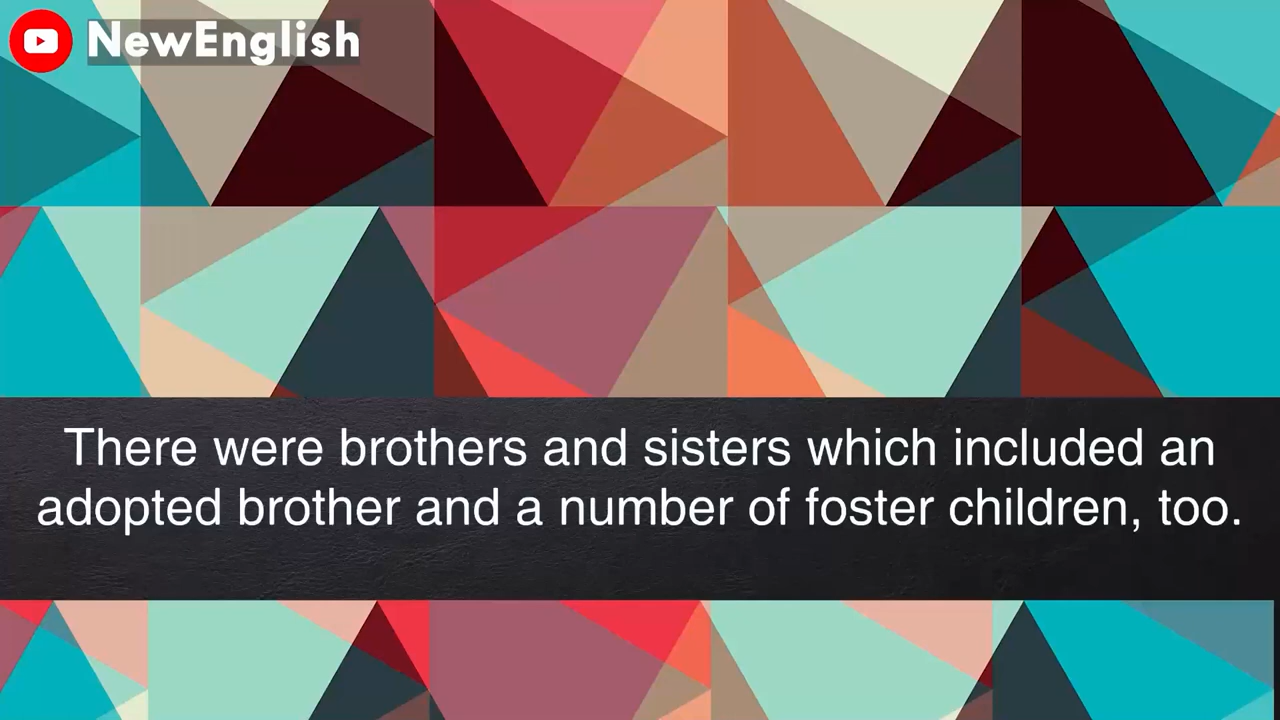 NewEnglish
There were brothers and sisters which included an
adopted brother and a number of foster children, too.